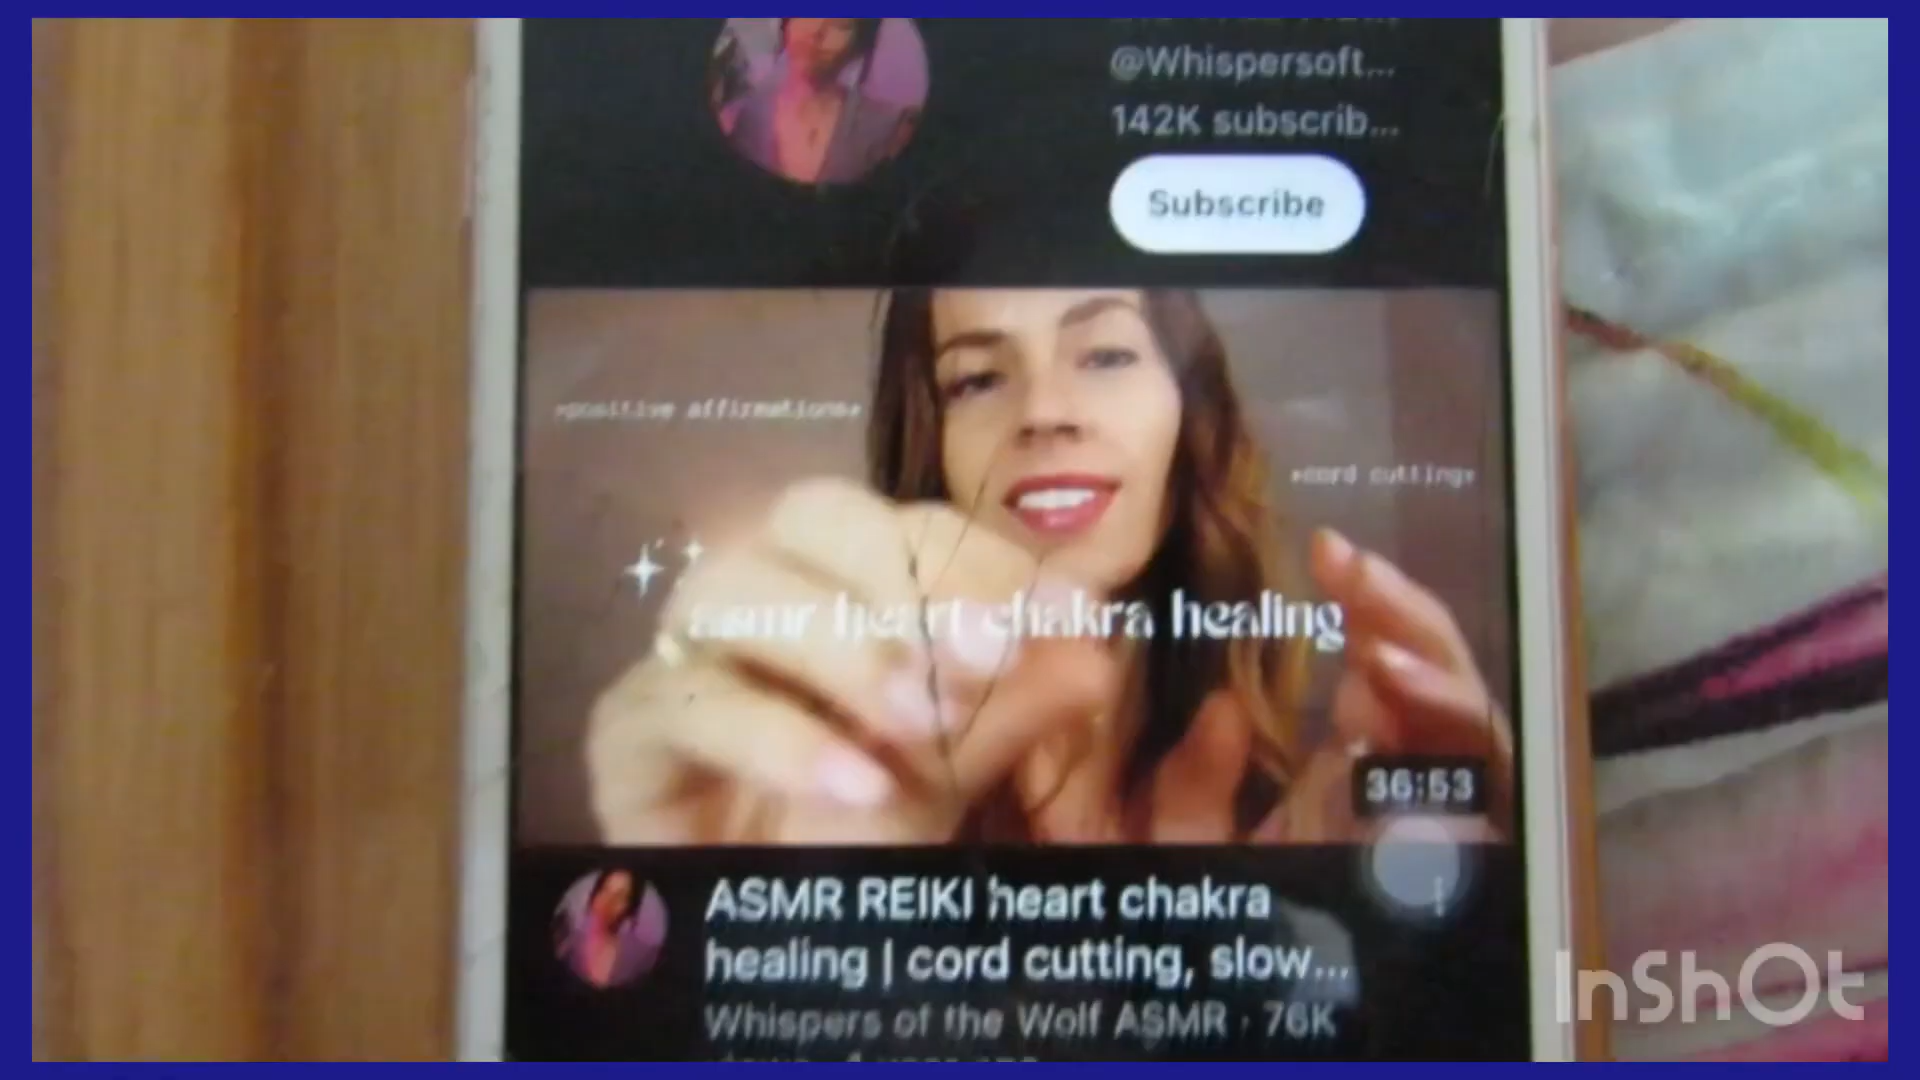 @Whispersoft...
142K subscrib...
Subscribe
*positive affirmations*
*cord cutting*
asmr heart chakra healing
36:53
ASMR REIKI heart chakra
healing | cord cutting, slow...
Whispers of the Wolf ASMR · 76K
InShOt